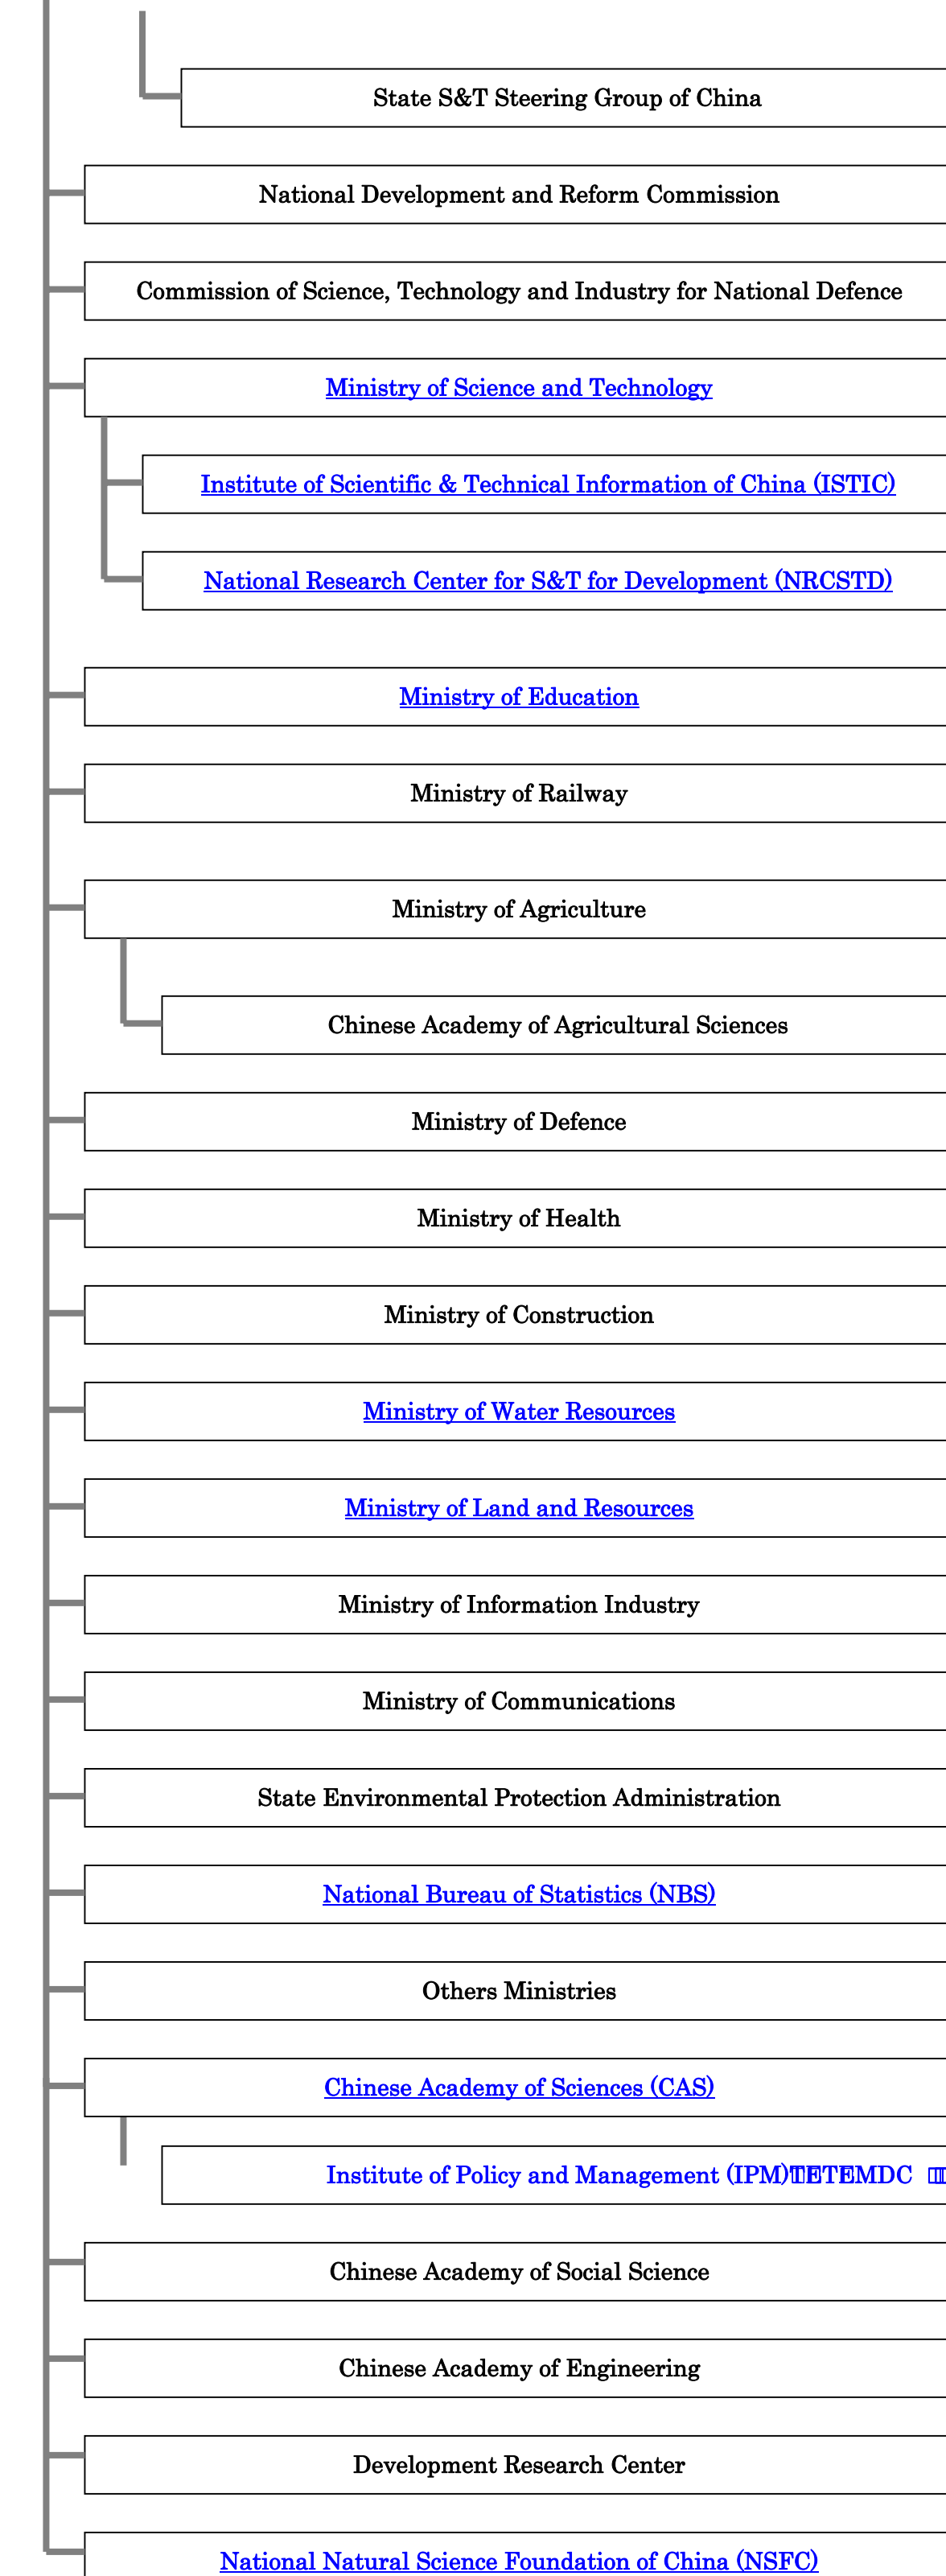 State S&T Steering Group of China
National Development and Reform Commission
Commission of Science, Technology and Industry for National Defence
Ministry of Science and Technology
Institute of Scientific & Technical Information of China (ISTIC)
National Research Center for S&T for Development (NRCSTD)
Ministry of Education
Ministry of Railway
Ministry of Agriculture
Chinese Academy of Agricultural Sciences
Ministry of Defence
Ministry of Health
Ministry of Construction
Ministry of Water Resources
Ministry of Land and Resources
Ministry of Information Industry
Ministry of Communications
State Environmental Protection Administration
National Bureau of Statistics (NBS)
Others Ministries
Chinese Academy of Sciences (CAS)
Institute of Policy and Management (IPM)
Chinese Academy of Social Science
Chinese Academy of Engineering
Development Research Center
National Natural Science Foundation of China (NSFC)